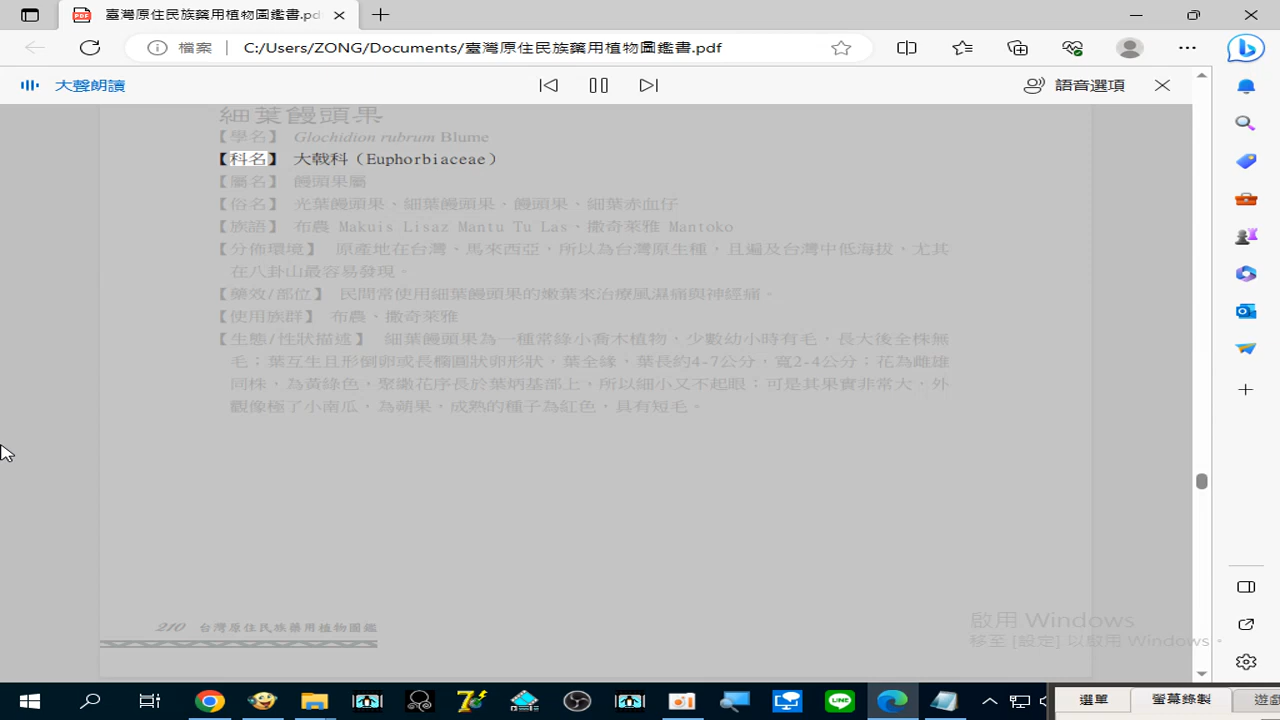 臺灣原住民族藥用植物圖鑑書.pd
檔案
C:/Users/ZONG/Documents/臺灣原住民族藥用植物圖鑑書.pdf
大聲朗讀
語音選項
細葉饅頭果
【學名】 Glochidion rubrum Blume
【科名】 大戟科（Euphorbiaceae）
【屬名】 饅頭果屬
【俗名】 光葉饅頭果、細葉饅頭果、饅頭果、細葉赤血仔
【族語】 布農 Makuis Lisaz Mantu Tu Las、撒奇萊雅 Mantoko
【分佈環境】 原產地在台灣、馬來西亞，所以為台灣原生種，且遍及台灣中低海拔、尤其
在八卦山最容易發現。
【藥效/部位】 民間常使用細葉饅頭果的嫩葉來治療風濕痛與神經痛。
【使用族群】 布農、撒奇萊雅
【生態/性狀描述】 細葉饅頭果為一種常綠小喬木植物，少數幼小時有毛，長大後全株無
毛；葉互生且形倒卵或長橢圓狀卵形狀，葉全緣，葉長約4-7公分，寬2-4公分；花為雌雄
同株，為黃綠色，聚繖花序長於葉炳基部上，所以細小又不起眼；可是其果實非常大，外
觀像極了小南瓜，為蒴果，成熟的種子為紅色，具有短毛。
210 台灣原住民族藥用植物圖鑑
啟用 Windows
移至 [設定] 以啟用 Windows。
選單
螢幕錄製
遊戲